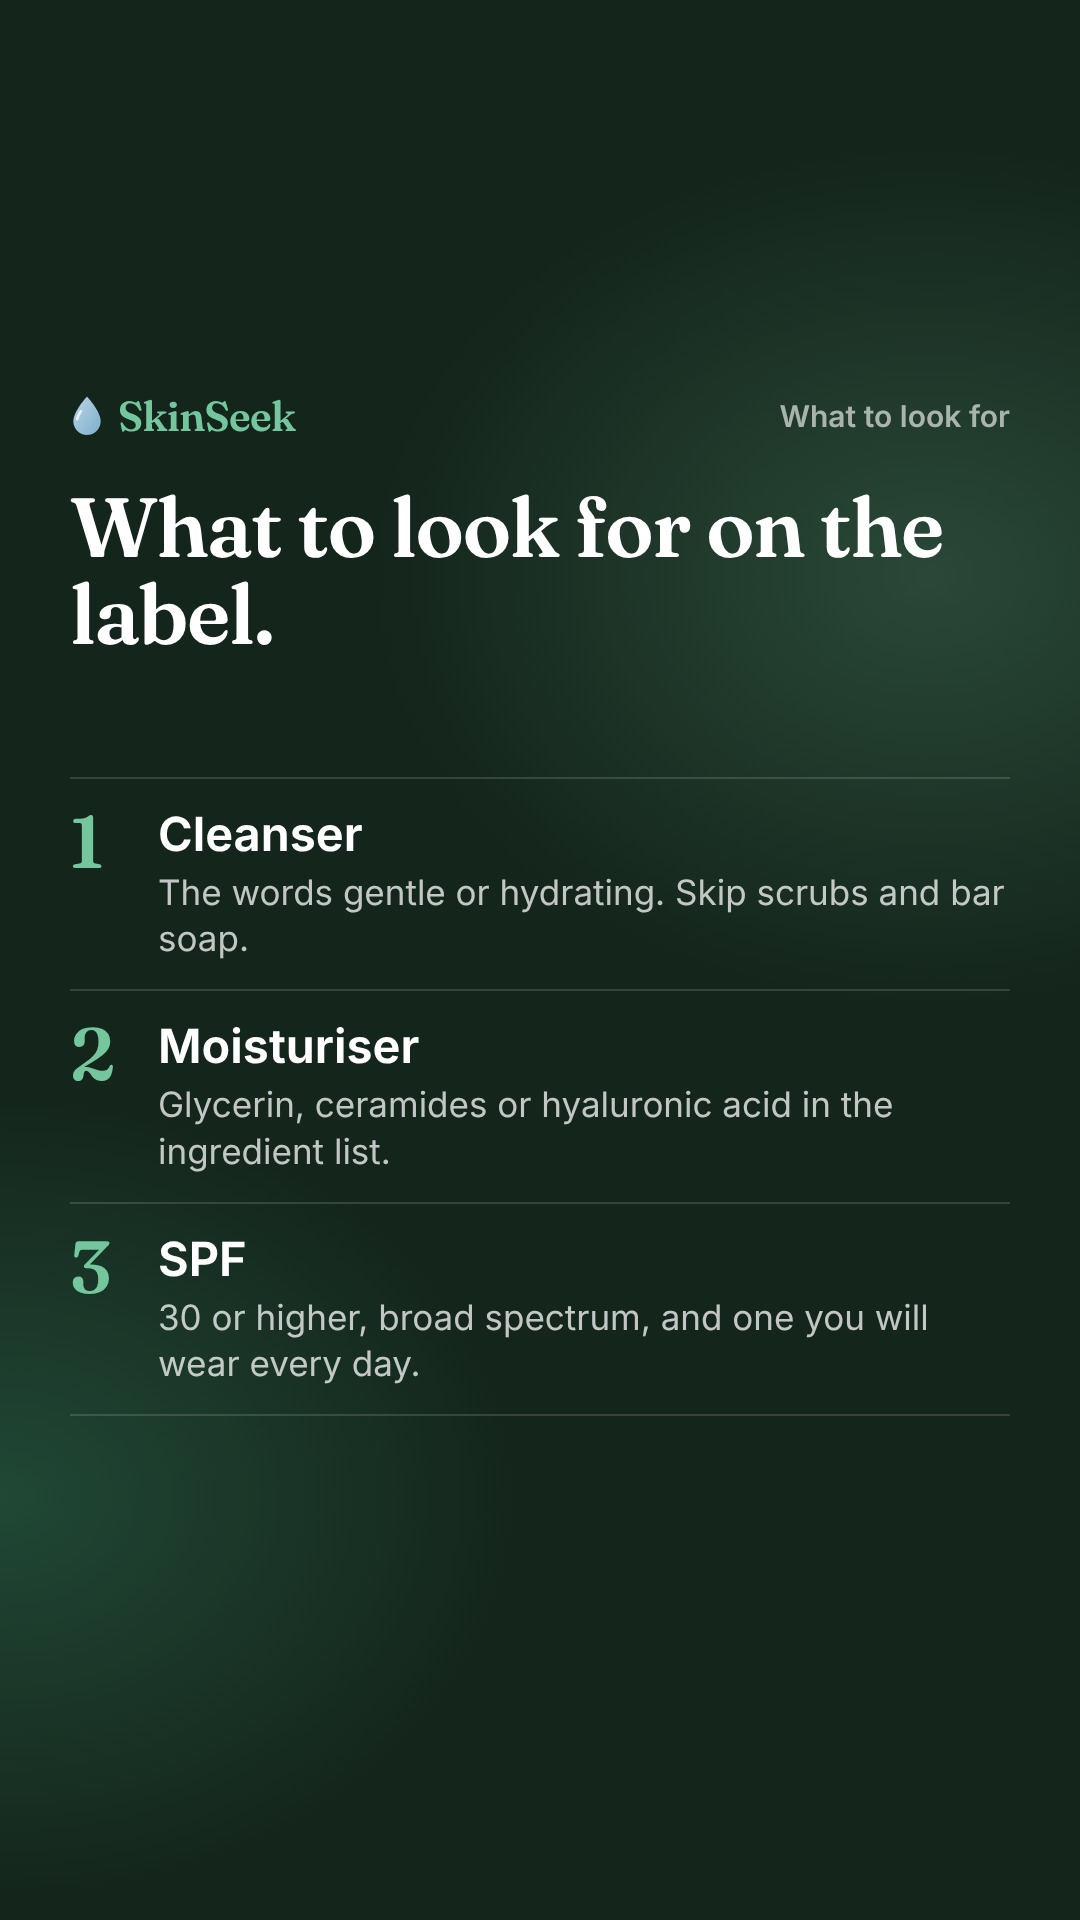 SkinSeek
What to look for
What to look for on the
label.
1
Cleanser
The words gentle or hydrating. Skip scrubs and bar
soap.
2
Moisturiser
Glycerin, ceramides or hyaluronic acid in the
ingredient list.
3
SPF
30 or higher, broad spectrum, and one you will
wear every day.